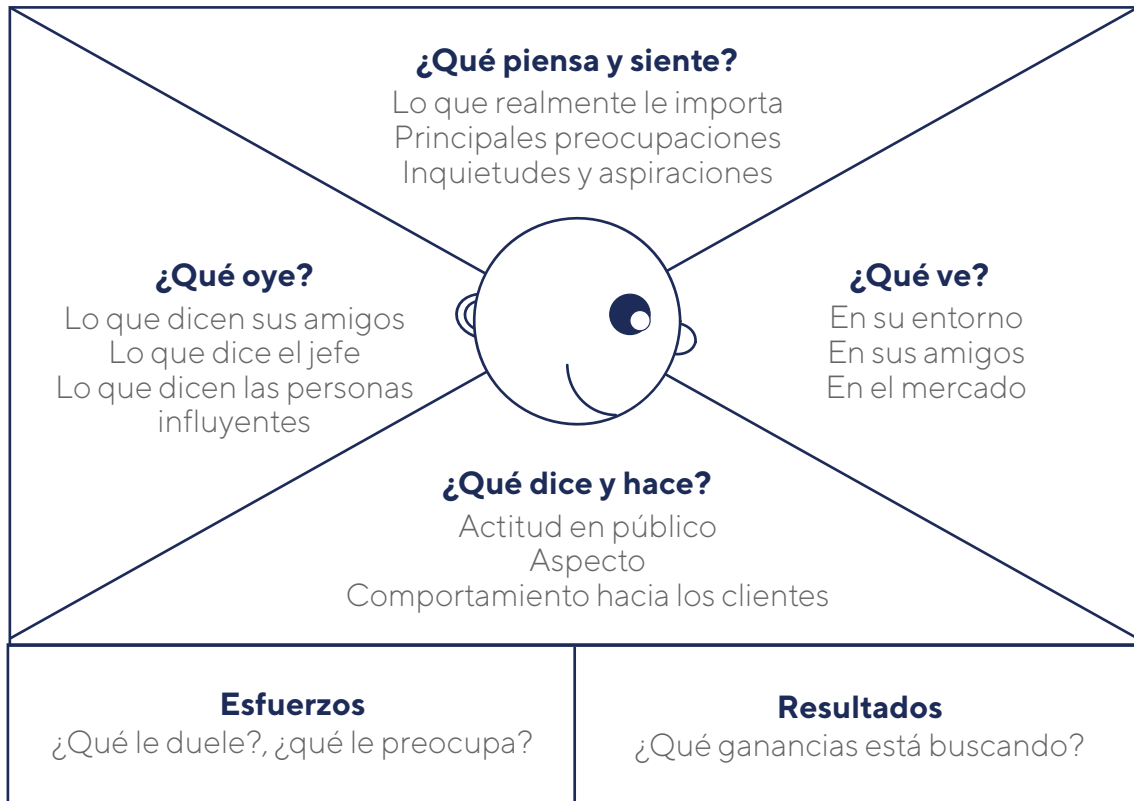 ¿Qué piensa y siente?
Lo que realmente le importa
Principales preocupaciones
Inquietudes y aspiraciones
¿Qué oye?
Lo que dicen sus amigos
Lo que dice el jefe
Lo que dicen las personas
influyentes
¿Qué ve?
En su entorno
En sus amigos
En el mercado
¿Qué dice y hace?
Actitud en público
Aspecto
Comportamiento hacia los clientes
Esfuerzos
¿Qué le duele?, ¿qué le preocupa?
Resultados
¿Qué ganancias está buscando?